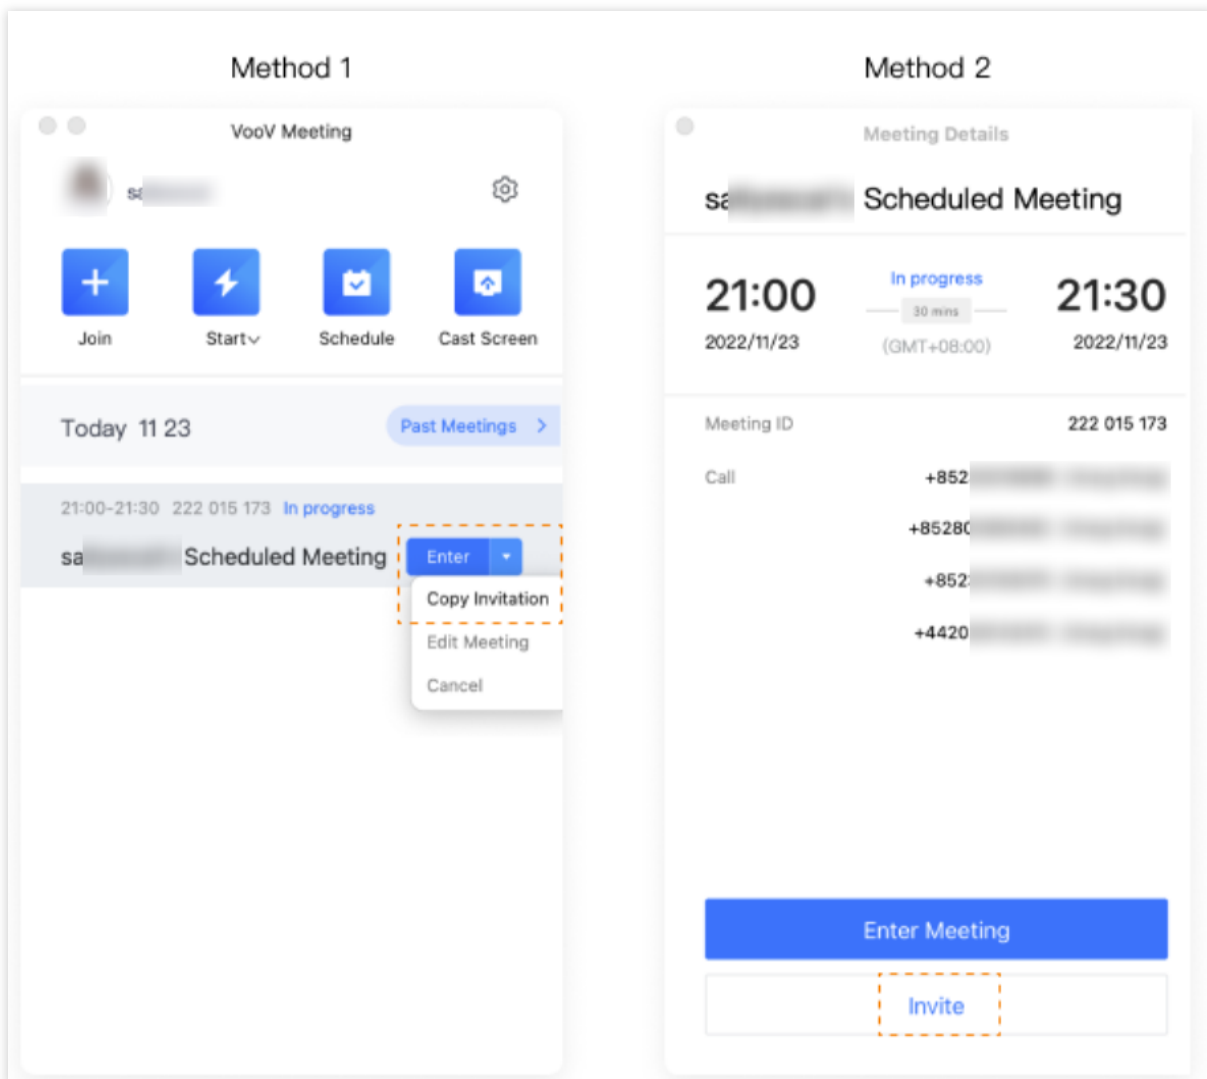 Method 1
VooV Meeting
Join
Start
Schedule
Cast Screen
Today 11 23
Past Meetings
21:00-21:30 222 015 173 In progress
Scheduled Meeting
Enter
Copy Invitation
Edit Meeting
Cancel
Method 2
Meeting Details
Scheduled Meeting
21:00
In progress
21:30
30 mins
2022/11/23
(GMT+08:00)
2022/11/23
Meeting ID
222 015 173
Call
+852
+85280
+852
+4420
Enter Meeting
Invite